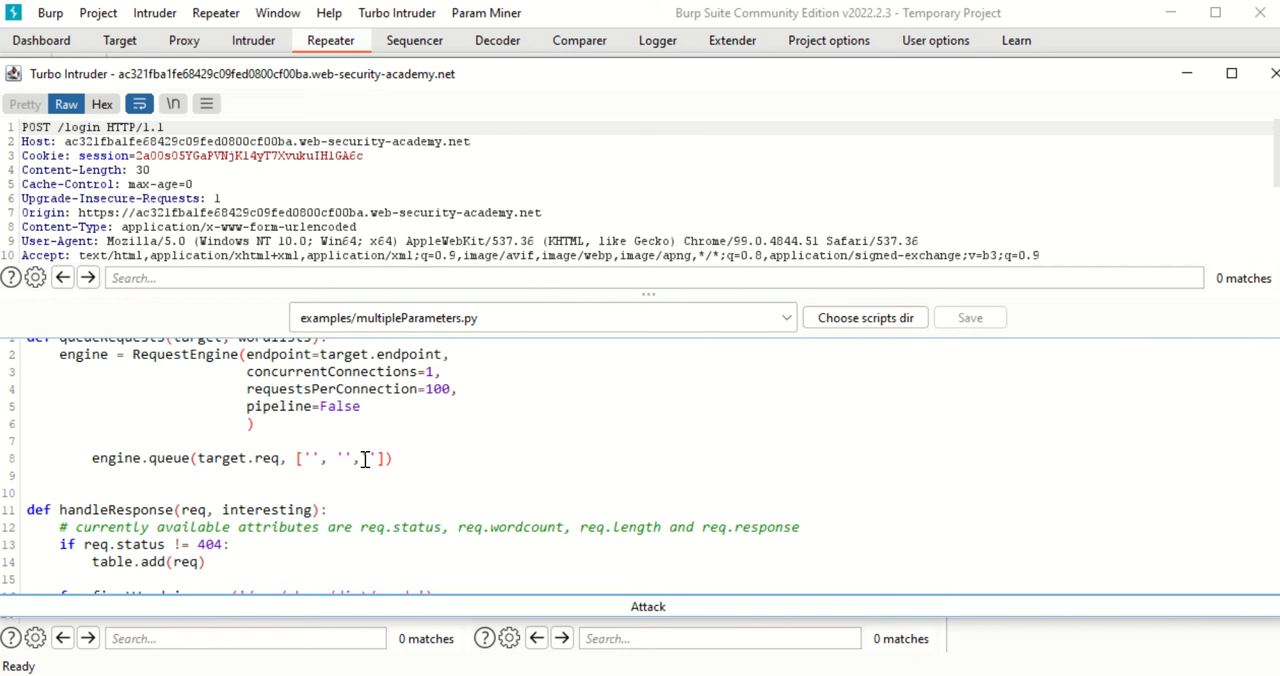 Burp Project Intruder Repeater Window Help Turbo Intruder Param Miner Burp Suite Community Edition v2022.2.3 - Temporary Project
Dashboard Target Proxy Intruder Repeater Sequencer Decoder Comparer Logger Extender Project options User options Learn
Turbo Intruder - ac321fba1fe68429c09fed0800cf00ba.web-security-academy.net
Pretty Raw Hex \n
1 POST /login HTTP/1.1
2 Host: ac321fba1fe68429c09fed0800cf00ba.web-security-academy.net
3 Cookie: session=2a00s05YGaPVNjKl4yT7XvukuIHlGA6c
4 Content-Length: 30
5 Cache-Control: max-age=0
6 Upgrade-Insecure-Requests: 1
7 Origin: https://ac321fba1fe68429c09fed0800cf00ba.web-security-academy.net
8 Content-Type: application/x-www-form-urlencoded
9 User-Agent: Mozilla/5.0 (Windows NT 10.0; Win64; x64) AppleWebKit/537.36 (KHTML, like Gecko) Chrome/99.0.4844.51 Safari/537.36
10 Accept: text/html,application/xhtml+xml,application/xml;q=0.9,image/avif,image/webp,image/apng,*/*;q=0.8,application/signed-exchange;v=b3;q=0.9
Search... 0 matches
examples/multipleParameters.py Choose scripts dir Save
1 def queueRequests(target, wordlists):
2 engine = RequestEngine(endpoint=target.endpoint,
3 concurrentConnections=1,
4 requestsPerConnection=100,
5 pipeline=False
6 )
7
8 engine.queue(target.req, ['', '',''])
9
10
11 def handleResponse(req, interesting):
12 # currently available attributes are req.status, req.wordcount, req.length and req.response
13 if req.status != 404:
14 table.add(req)
15
Attack
Search... 0 matches Search... 0 matches
Ready